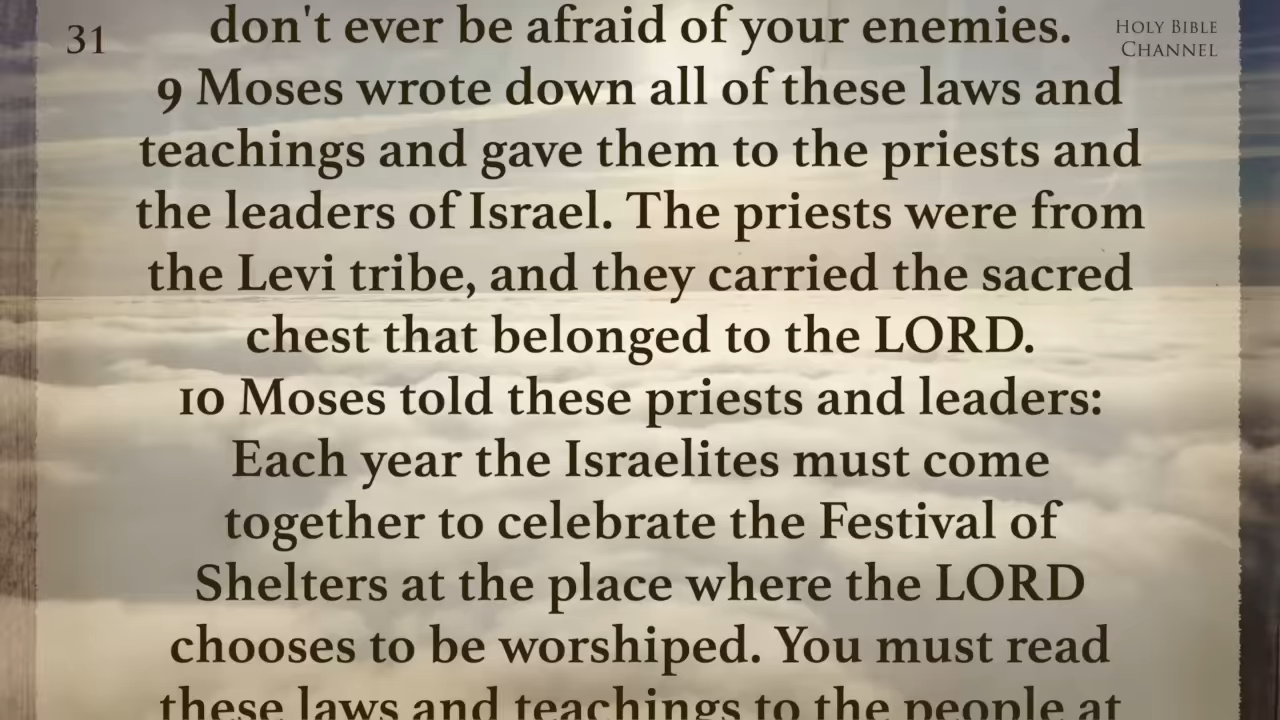 31
HOLY BIBLE
CHANNEL
don't ever be afraid of your enemies.
9 Moses wrote down all of these laws and
teachings and gave them to the priests and
the leaders of Israel. The priests were from
the Levi tribe, and they carried the sacred
chest that belonged to the LORD.
10 Moses told these priests and leaders:
Each year the Israelites must come
together to celebrate the Festival of
Shelters at the place where the LORD
chooses to be worshiped. You must read
these laws and teachings to the people at